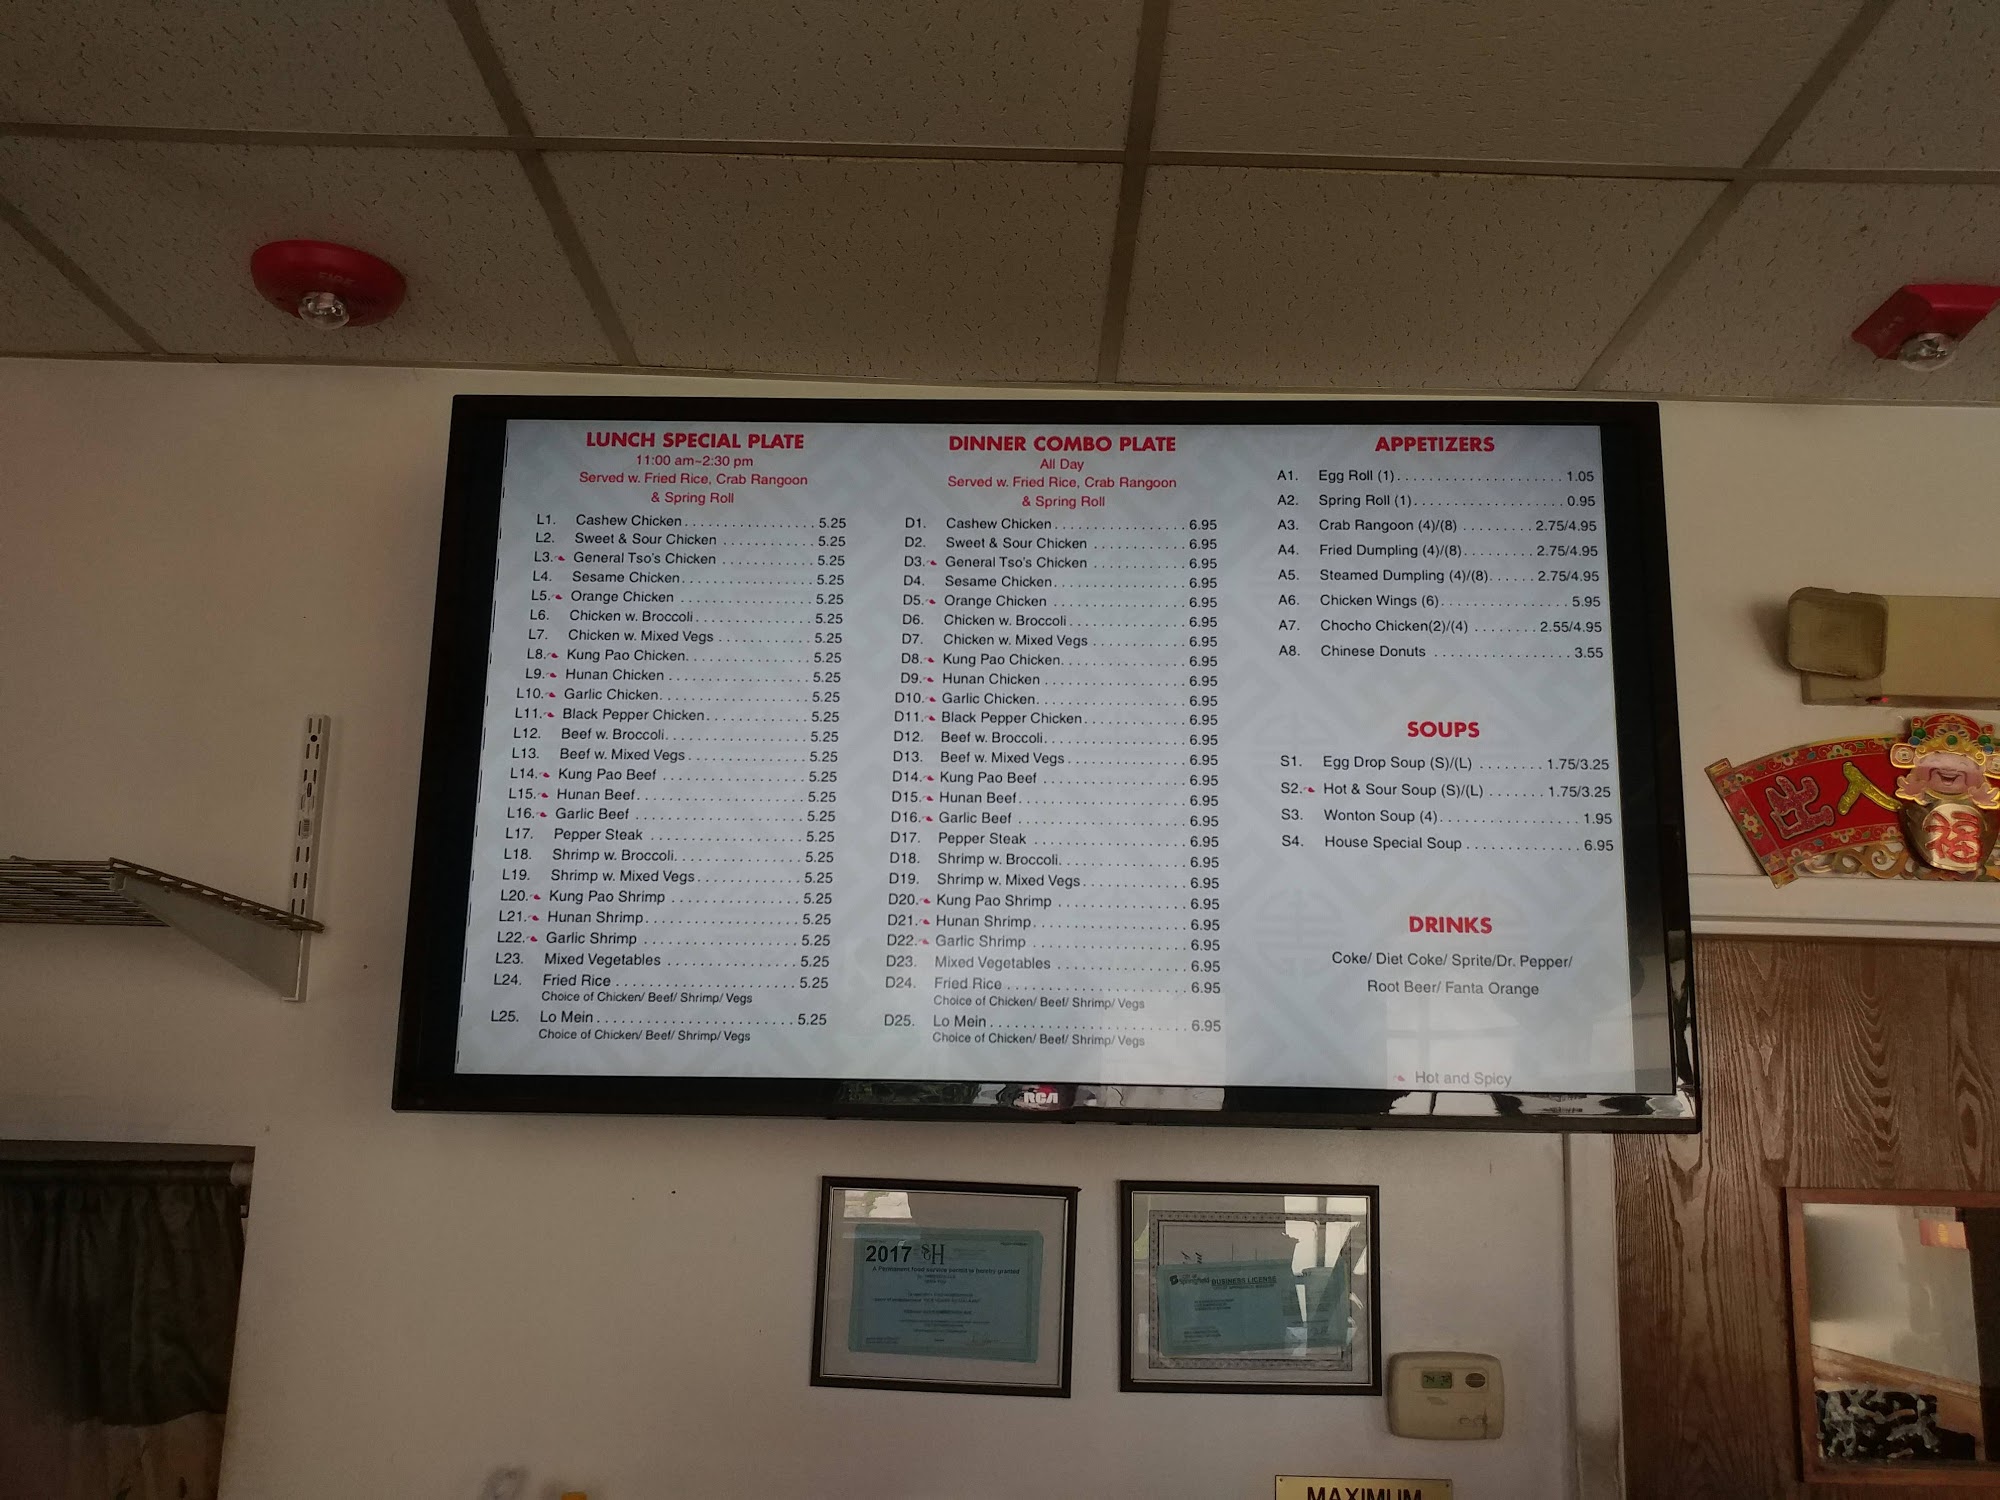 LUNCH SPECIAL PLATE
11:00 am~2:30 pm
Served w. Fried Rice, Crab Rangoon
& Spring Roll
L1. Cashew Chicken 5.25
L2. Sweet & Sour Chicken 5.25
L3. General Tso's Chicken 5.25
L4. Sesame Chicken 5.25
L5. Orange Chicken 5.25
L6. Chicken w. Broccoli 5.25
L7. Chicken w. Mixed Vegs 5.25
L8. Kung Pao Chicken 5.25
L9. Hunan Chicken 5.25
L10. Garlic Chicken 5.25
L11. Black Pepper Chicken 5.25
L12. Beef w. Broccoli 5.25
L13. Beef w. Mixed Vegs 5.25
L14. Kung Pao Beef 5.25
L15. Hunan Beef 5.25
L16. Garlic Beef 5.25
L17. Pepper Steak 5.25
L18. Shrimp w. Broccoli 5.25
L19. Shrimp w. Mixed Vegs 5.25
L20. Kung Pao Shrimp 5.25
L21. Hunan Shrimp 5.25
L22. Garlic Shrimp 5.25
L23. Mixed Vegetables 5.25
L24. Fried Rice 5.25
Choice of Chicken/ Beef/ Shrimp/ Vegs
L25. Lo Mein 5.25
Choice of Chicken/ Beef/ Shrimp/ Vegs
DINNER COMBO PLATE
All Day
Served w. Fried Rice, Crab Rangoon
& Spring Roll
D1. Cashew Chicken 6.95
D2. Sweet & Sour Chicken 6.95
D3. General Tso's Chicken 6.95
D4. Sesame Chicken 6.95
D5. Orange Chicken 6.95
D6. Chicken w. Broccoli 6.95
D7. Chicken w. Mixed Vegs 6.95
D8. Kung Pao Chicken 6.95
D9. Hunan Chicken 6.95
D10. Garlic Chicken 6.95
D11. Black Pepper Chicken 6.95
D12. Beef w. Broccoli 6.95
D13. Beef w. Mixed Vegs 6.95
D14. Kung Pao Beef 6.95
D15. Hunan Beef 6.95
D16. Garlic Beef 6.95
D17. Pepper Steak 6.95
D18. Shrimp w. Broccoli 6.95
D19. Shrimp w. Mixed Vegs 6.95
D20. Kung Pao Shrimp 6.95
D21. Hunan Shrimp 6.95
D22. Garlic Shrimp 6.95
D23. Mixed Vegetables 6.95
D24. Fried Rice 6.95
Choice of Chicken/ Beef/ Shrimp/ Vegs
D25. Lo Mein 6.95
Choice of Chicken/ Beef/ Shrimp/ Vegs
APPETIZERS
A1. Egg Roll (1) 1.05
A2. Spring Roll (1) 0.95
A3. Crab Rangoon (4)/(8) 2.75/4.95
A4. Fried Dumpling (4)/(8) 2.75/4.95
A5. Steamed Dumpling (4)/(8) 2.75/4.95
A6. Chicken Wings (6) 5.95
A7. Chocho Chicken(2)/(4) 2.55/4.95
A8. Chinese Donuts 3.55
SOUPS
S1. Egg Drop Soup (S)/(L) 1.75/3.25
S2. Hot & Sour Soup (S)/(L) 1.75/3.25
S3. Wonton Soup (4) 1.95
S4. House Special Soup 6.95
DRINKS
Coke/ Diet Coke/ Sprite/Dr. Pepper/
Root Beer/ Fanta Orange
Hot and Spicy
RCA
2017
A Permanent food service permit is hereby granted
springfield BUSINESS LICENSE
MAXIMUM
出入
福